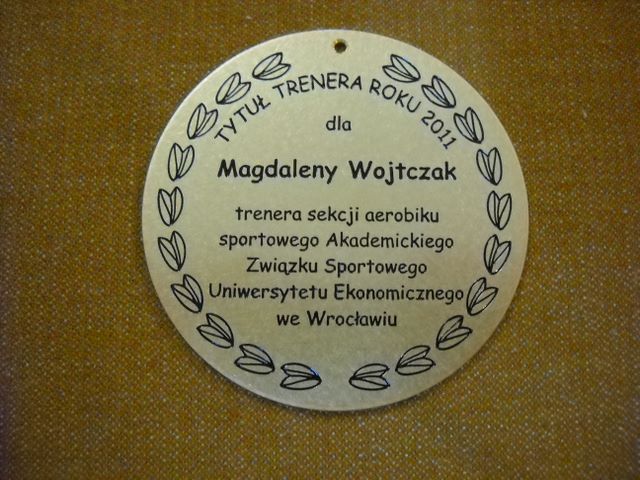 TYTUŁ TRENERA ROKU 2011
dla
Magdaleny Wojtczak
trenera sekcji aerobiku
sportowego Akademickiego
Związku Sportowego
Uniwersytetu Ekonomicznego
we Wrocławiu